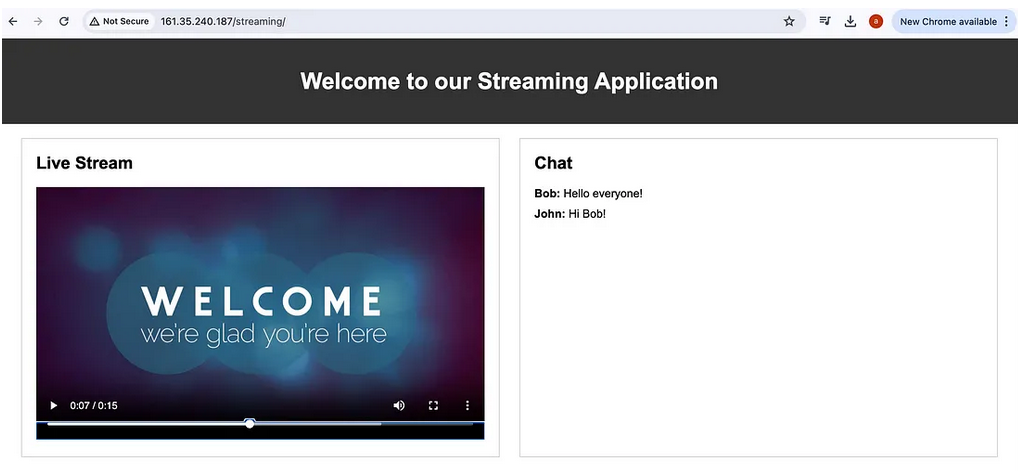 Not Secure 161.35.240.187/streaming/ a New Chrome available
Welcome to our Streaming Application
Live Stream
WELCOME
we're glad you're here
0:07 / 0:15
Chat
Bob: Hello everyone!
John: Hi Bob!